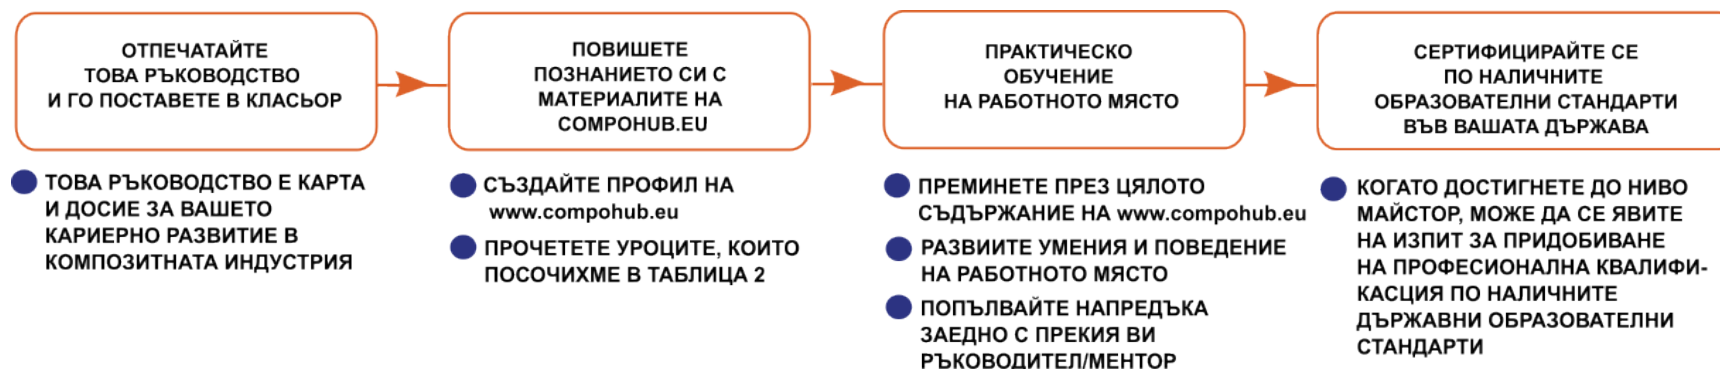 ОТПЕЧАТАЙТЕ
ТОВА РЪКОВОДСТВО
И ГО ПОСТАВЕТЕ В КЛАСЬОР
ПОВИШЕТЕ
ПОЗНАНИЕТО СИ С
МАТЕРИАЛИТЕ НА
COMPOHUB.EU
ПРАКТИЧЕСКО
ОБУЧЕНИЕ
НА РАБОТНОТО МЯСТО
СЕРТИФИЦИРАЙТЕ СЕ
ПО НАЛИЧНИТЕ
ОБРАЗОВАТЕЛНИ СТАНДАРТИ
ВЪВ ВАШАТА ДЪРЖАВА
ТОВА РЪКОВОДСТВО Е КАРТА
И ДОСИЕ ЗА ВАШЕТО
КАРИЕРНО РАЗВИТИЕ В
КОМПОЗИТНАТА ИНДУСТРИЯ
СЪЗДАЙТЕ ПРОФИЛ НА
www.compohub.eu
ПРОЧЕТЕТЕ УРОЦИТЕ, КОИТО
ПОСОЧИХМЕ В ТАБЛИЦА 2
ПРЕМИНЕТЕ ПРЕЗ ЦЯЛОТО
СЪДЪРЖАНИЕ НА www.compohub.eu
РАЗВИИТЕ УМЕНИЯ И ПОВЕДЕНИЕ
НА РАБОТНОТО МЯСТО
ПОПЪЛВАЙТЕ НАПРЕДЪКА
ЗАЕДНО С ПРЕКИЯ ВИ
РЪКОВОДИТЕЛ/МЕНТОР
КОГАТО ДОСТИГНЕТЕ ДО НИВО
МАЙСТОР, МОЖЕ ДА СЕ ЯВИТЕ
НА ИЗПИТ ЗА ПРИДОБИВАНЕ
НА ПРОФЕСИОНАЛНА КВАЛИФИ-
КАСЦИЯ ПО НАЛИЧНИТЕ
ДЪРЖАВНИ ОБРАЗОВАТЕЛНИ
СТАНДАРТИ